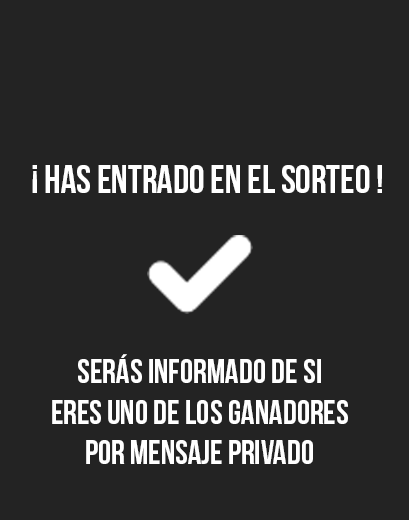 ¡ HAS ENTRADO EN EL SORTEO !
SERÁS INFORMADO DE SI
ERES UNO DE LOS GANADORES
POR MENSAJE PRIVADO